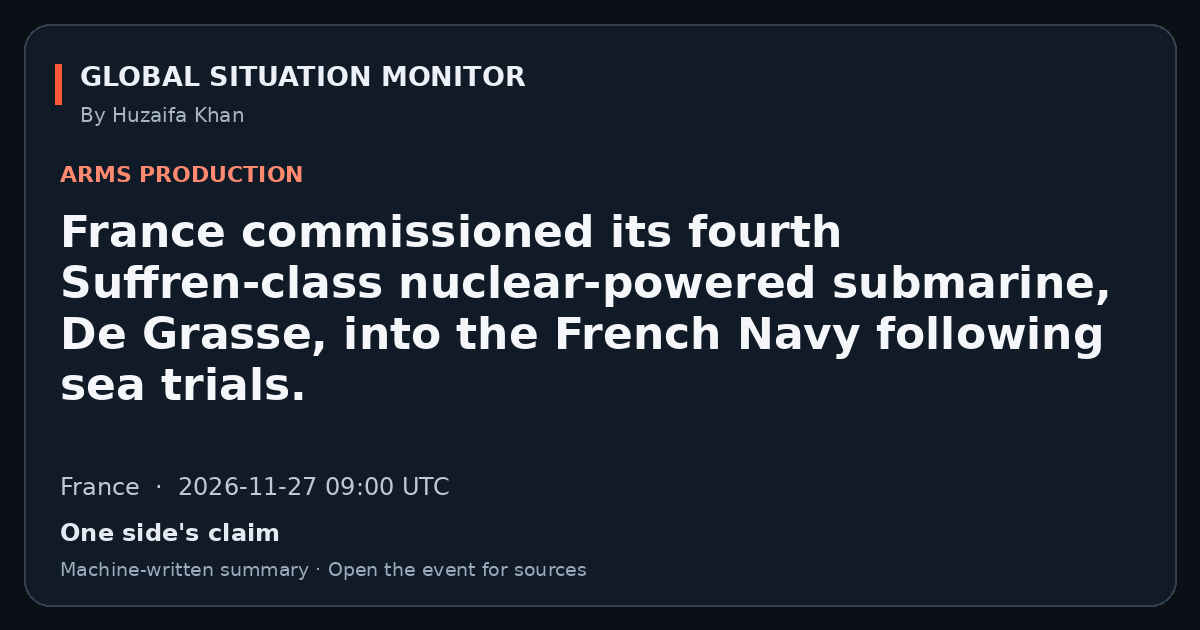 GLOBAL SITUATION MONITOR
By Huzaifa Khan
ARMS PRODUCTION
France commissioned its fourth
Suffren-class nuclear-powered submarine,
De Grasse, into the French Navy following
sea trials.
France · 2026-11-27 09:00 UTC
One side's claim
Machine-written summary · Open the event for sources